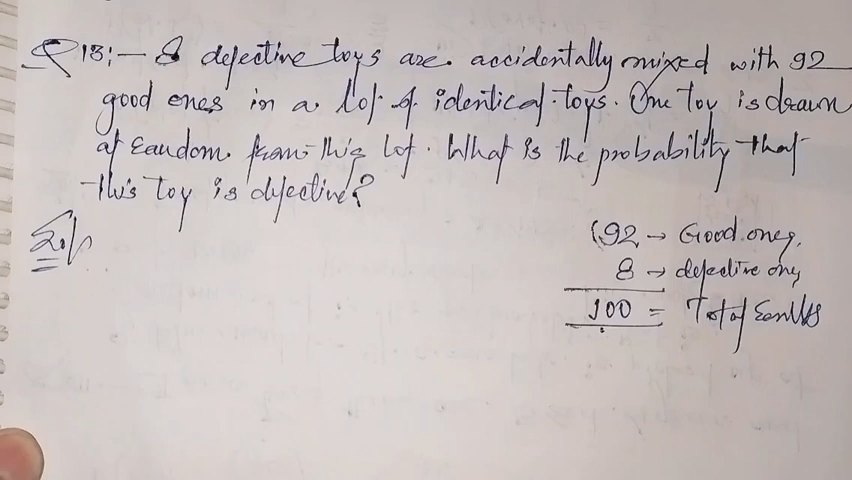 Q 13:— 8 defective toys are accidentally mixed with 92
good ones in a lot of identical toys. One toy is drawn
at random from this lot. What is the probability that
this toy is defective?
Sol.
92 → Good ones,
8 → defective ones
100 = Total results